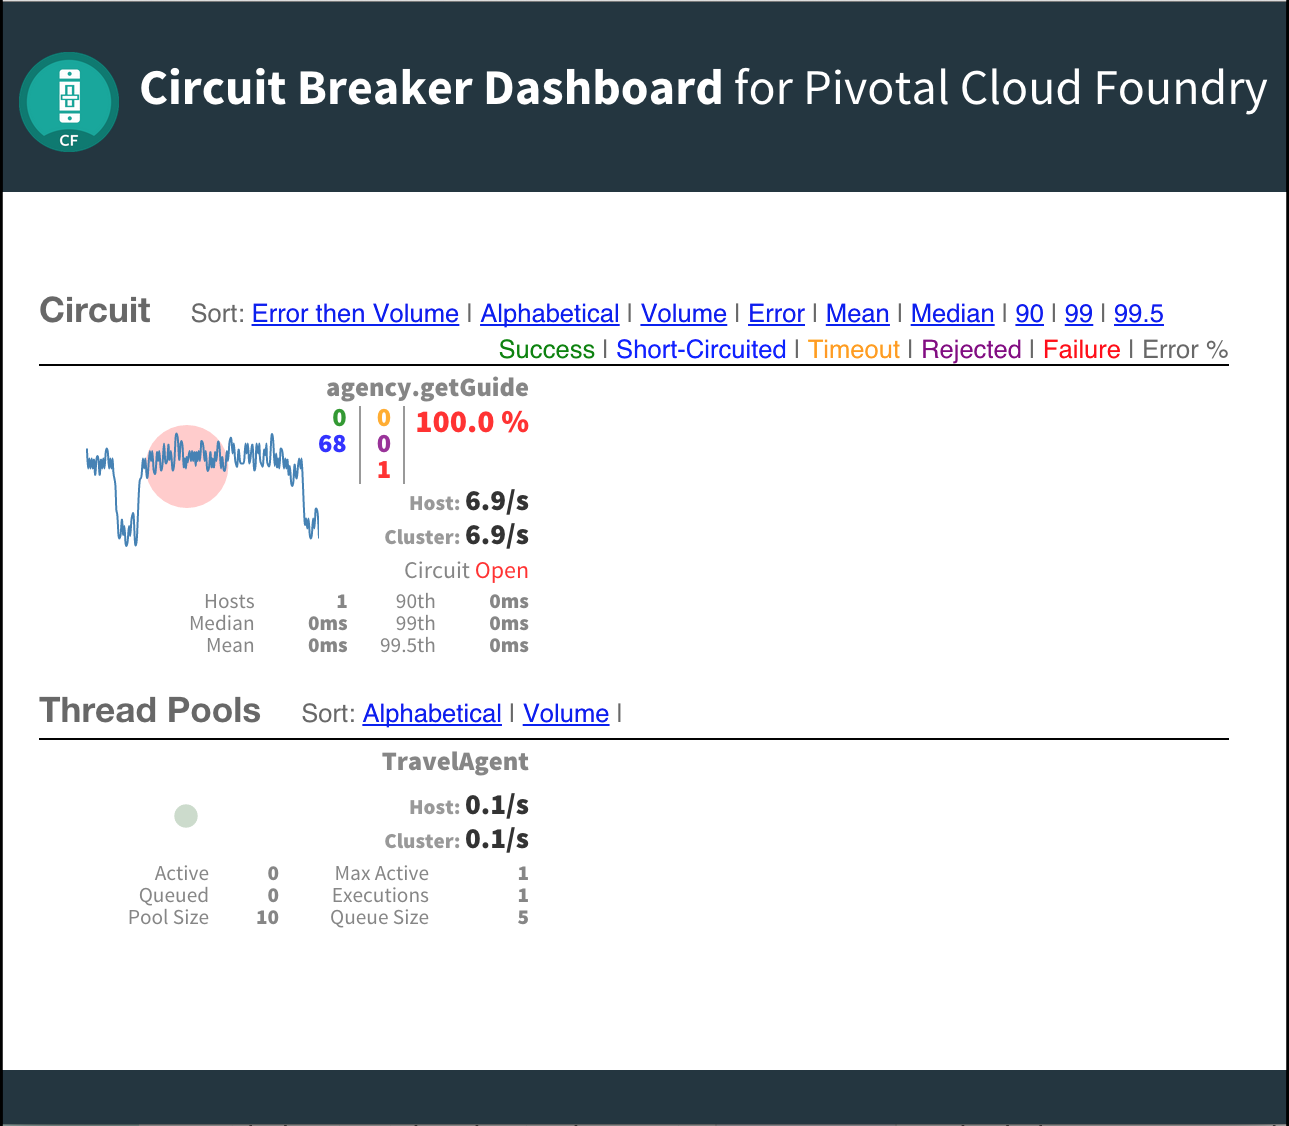 CF
Circuit Breaker Dashboard for Pivotal Cloud Foundry
Circuit Sort: Error then Volume | Alphabetical | Volume | Error | Mean | Median | 90 | 99 | 99.5
Success | Short-Circuited | Timeout | Rejected | Failure | Error %
agency.getGuide
0 0 100.0 %
68 0
1
Host: 6.9/s
Cluster: 6.9/s
Circuit Open
Hosts 1 90th 0ms
Median 0ms 99th 0ms
Mean 0ms 99.5th 0ms
Thread Pools Sort: Alphabetical | Volume |
TravelAgent
Host: 0.1/s
Cluster: 0.1/s
Active 0 Max Active 1
Queued 0 Executions 1
Pool Size 10 Queue Size 5